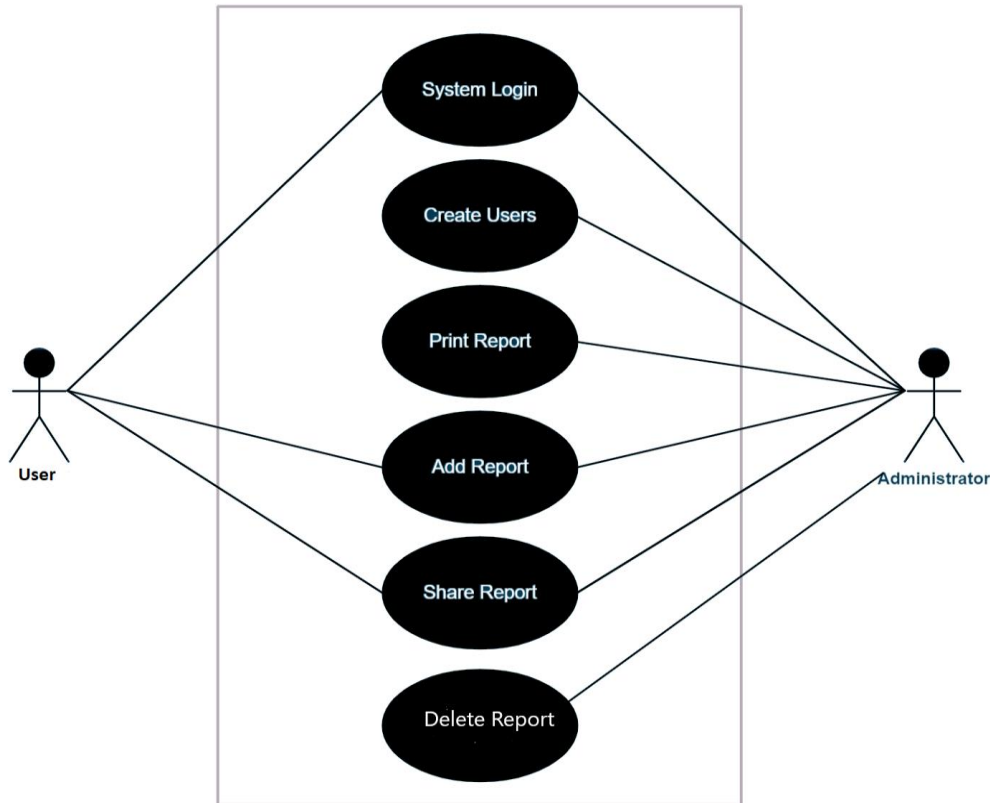 System Login
Create Users
Print Report
Add Report
User
Administrator
Share Report
Delete Report